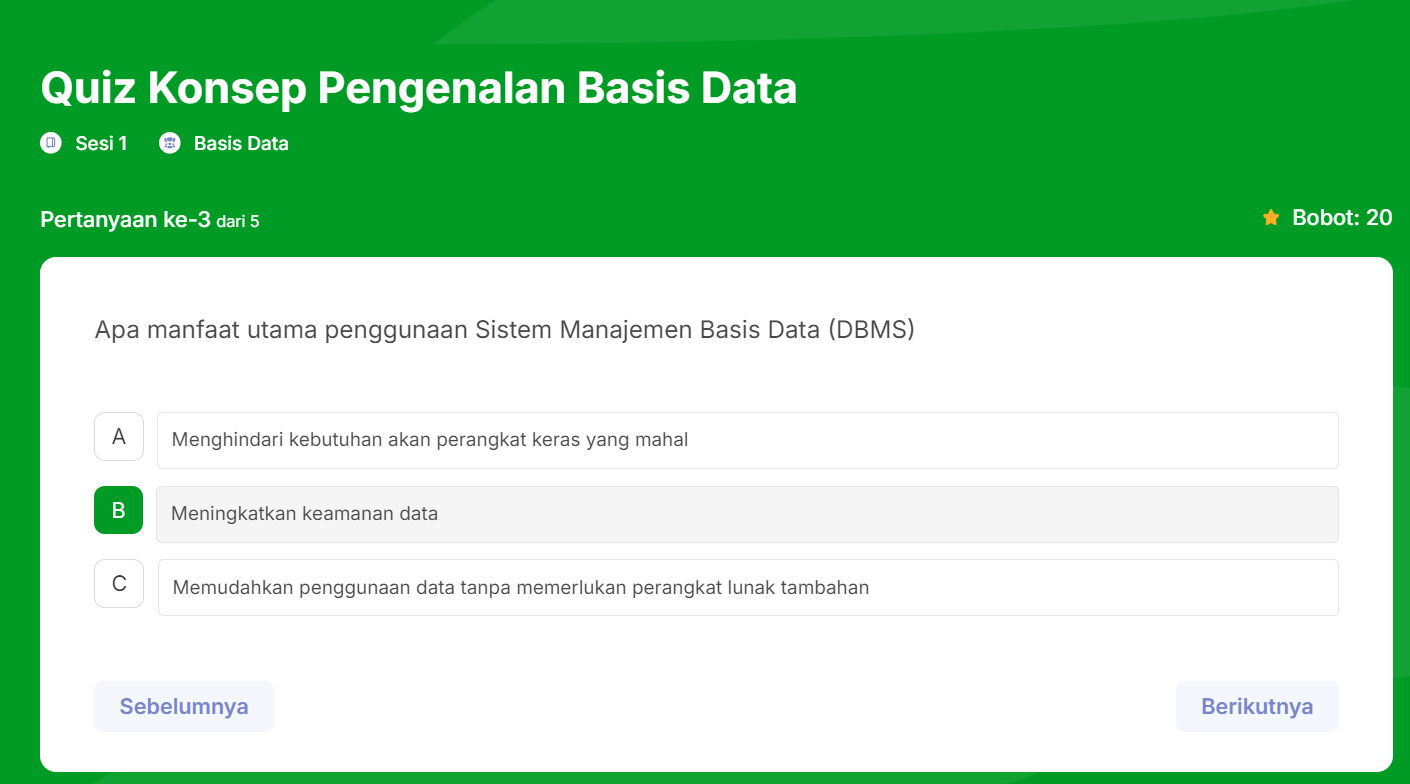 Quiz Konsep Pengenalan Basis Data
Sesi 1 Basis Data
Pertanyaan ke-3 dari 5
Bobot: 20
Apa manfaat utama penggunaan Sistem Manajemen Basis Data (DBMS)
A Menghindari kebutuhan akan perangkat keras yang mahal
B Meningkatkan keamanan data
C Memudahkan penggunaan data tanpa memerlukan perangkat lunak tambahan
Sebelumnya
Berikutnya